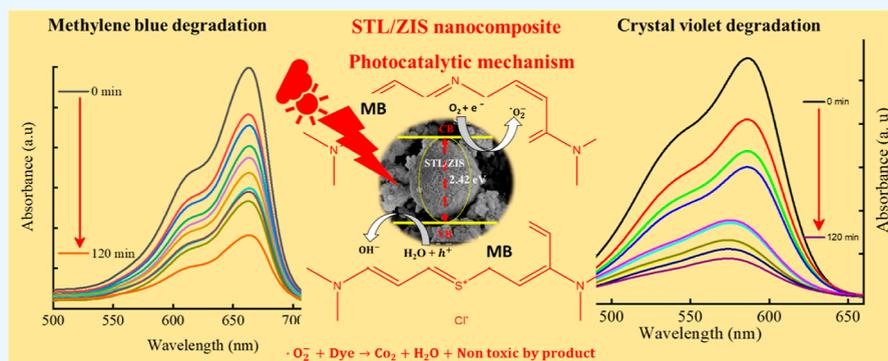 Methylene blue degradation
0 min
120 min
Absorbance (a.u)
500 550 600 650 700
Wavelength (nm)
STL/ZIS nanocomposite
Photocatalytic mechanism
MB
N
O₂ + e⁻
·O₂⁻
N
N
CB
STL/ZIS
2.42 eV
VB
OH⁻
H₂O + h⁺
MB
N
S⁺
N
Cl⁻
· O₂⁻ + Dye → Co₂ + H₂O + Non toxic by product
Crystal violet degradation
0 min
120 min
Absorbance (a.u)
500 550 600 650
Wavelength (nm)